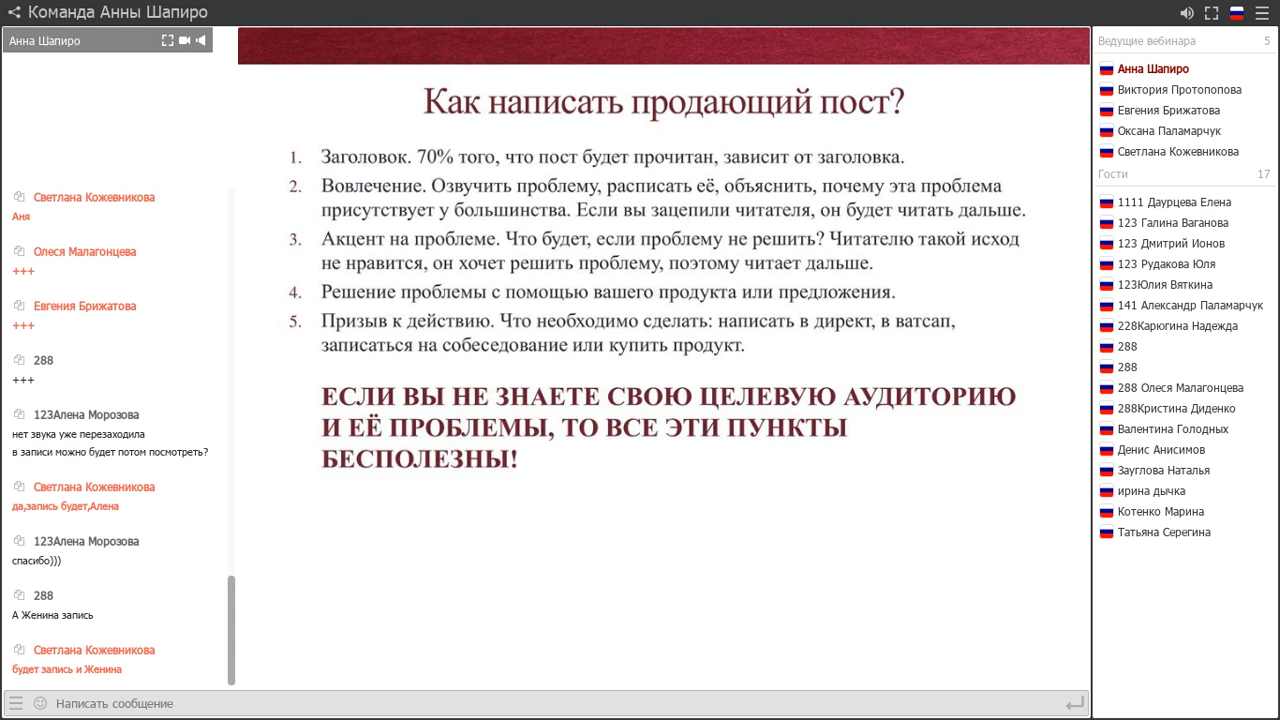 Команда Анны Шапиро
Анна Шапиро
Светлана Кожевникова
Аня
Олеся Малагонцева
+++
Евгения Брижатова
+++
288
+++
123Алена Морозова
нет звука уже перезаходила
в записи можно будет потом посмотреть?
Светлана Кожевникова
да,запись будет,Алена
123Алена Морозова
спасибо)))
288
А Женина запись
Светлана Кожевникова
будет запись и Женина
Написать сообщение
Как написать продающий пост?
1. Заголовок. 70% того, что пост будет прочитан, зависит от заголовка.
2. Вовлечение. Озвучить проблему, расписать её, объяснить, почему эта проблема
присутствует у большинства. Если вы зацепили читателя, он будет читать дальше.
3. Акцент на проблеме. Что будет, если проблему не решить? Читателю такой исход
не нравится, он хочет решить проблему, поэтому читает дальше.
4. Решение проблемы с помощью вашего продукта или предложения.
5. Призыв к действию. Что необходимо сделать: написать в директ, в ватсап,
записаться на собеседование или купить продукт.
ЕСЛИ ВЫ НЕ ЗНАЕТЕ СВОЮ ЦЕЛЕВУЮ АУДИТОРИЮ
И ЕЁ ПРОБЛЕМЫ, ТО ВСЕ ЭТИ ПУНКТЫ
БЕСПОЛЕЗНЫ!
Ведущие вебинара 5
Анна Шапиро
Виктория Протопопова
Евгения Брижатова
Оксана Паламарчук
Светлана Кожевникова
Гости 17
1111 Даурцева Елена
123 Галина Ваганова
123 Дмитрий Ионов
123 Рудакова Юля
123Юлия Вяткина
141 Александр Паламарчук
228Карюгина Надежда
288
288
288 Олеся Малагонцева
288Кристина Диденко
Валентина Голодных
Денис Анисимов
Зауглова Наталья
ирина дычка
Котенко Марина
Татьяна Серегина